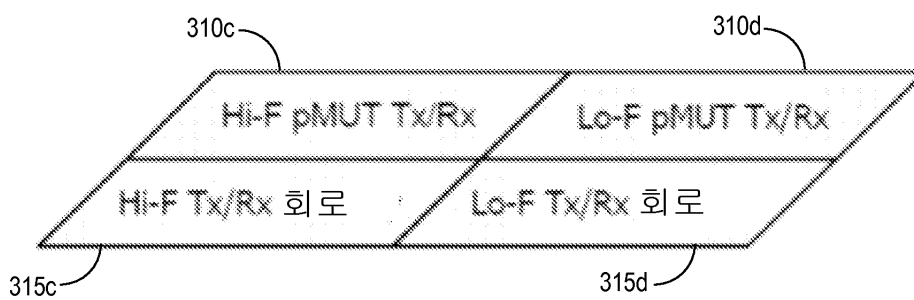 310c
310d
Hi-F pMUT Tx/Rx
Lo-F pMUT Tx/Rx
Hi-F Tx/Rx 회로
Lo-F Tx/Rx 회로
315c
315d